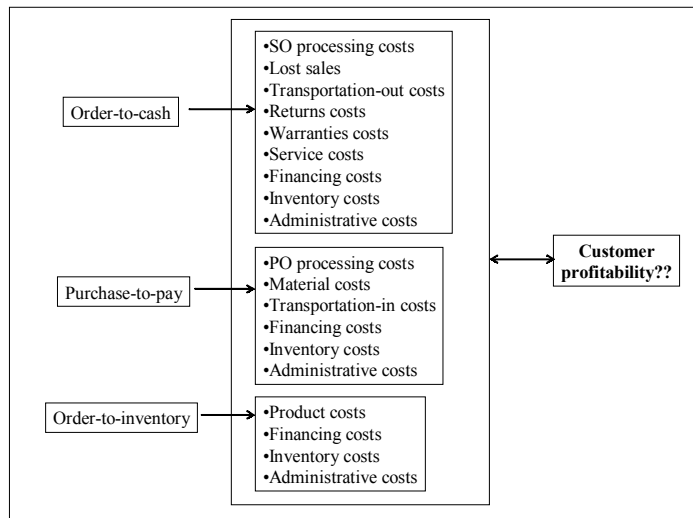 Order-to-cash
•SO processing costs
•Lost sales
•Transportation-out costs
•Returns costs
•Warranties costs
•Service costs
•Financing costs
•Inventory costs
•Administrative costs
Purchase-to-pay
•PO processing costs
•Material costs
•Transportation-in costs
•Financing costs
•Inventory costs
•Administrative costs
Order-to-inventory
•Product costs
•Financing costs
•Inventory costs
•Administrative costs
Customer
profitability??